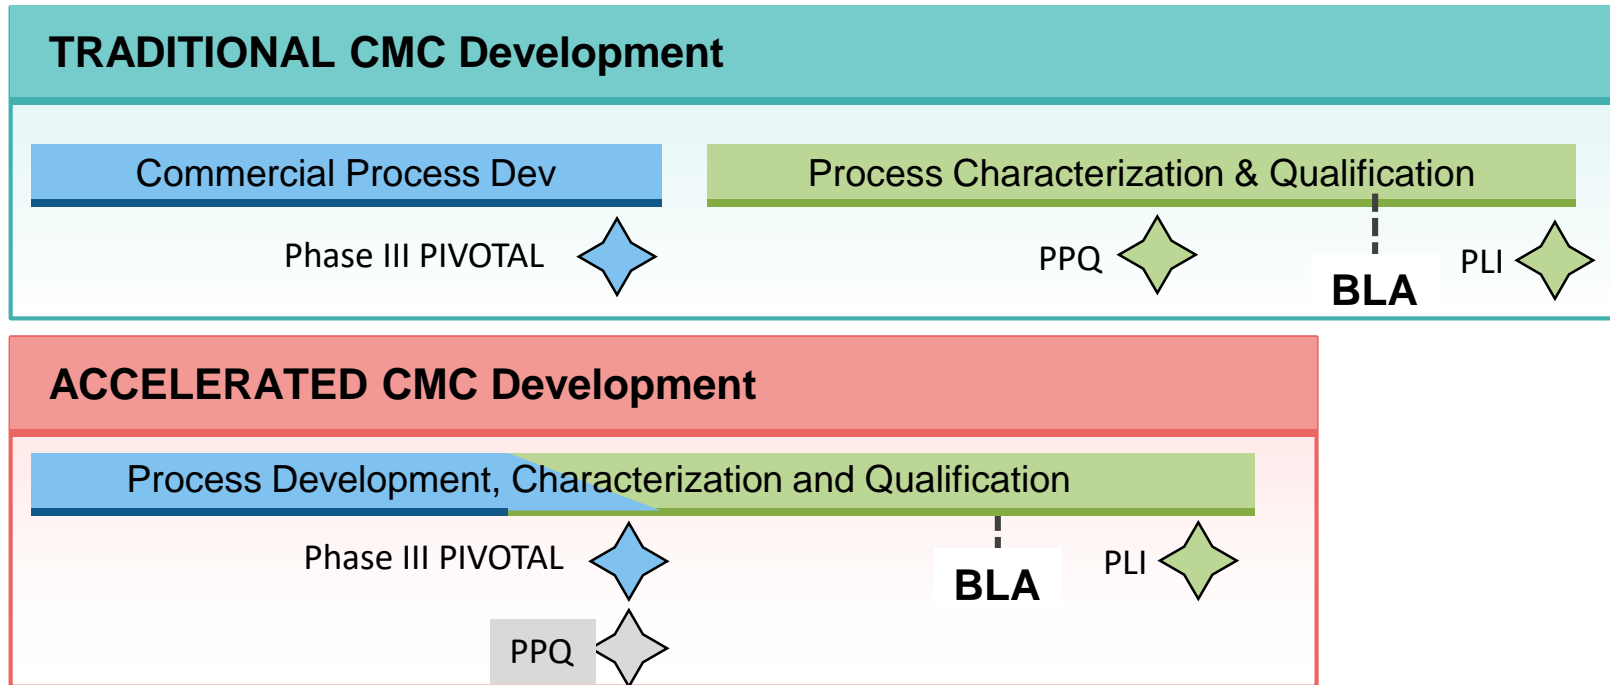 TRADITIONAL CMC Development
Commercial Process Dev
Process Characterization & Qualification
Phase III PIVOTAL
PPQ
BLA
PLI
ACCELERATED CMC Development
Process Development, Characterization and Qualification
Phase III PIVOTAL
BLA
PLI
PPQ